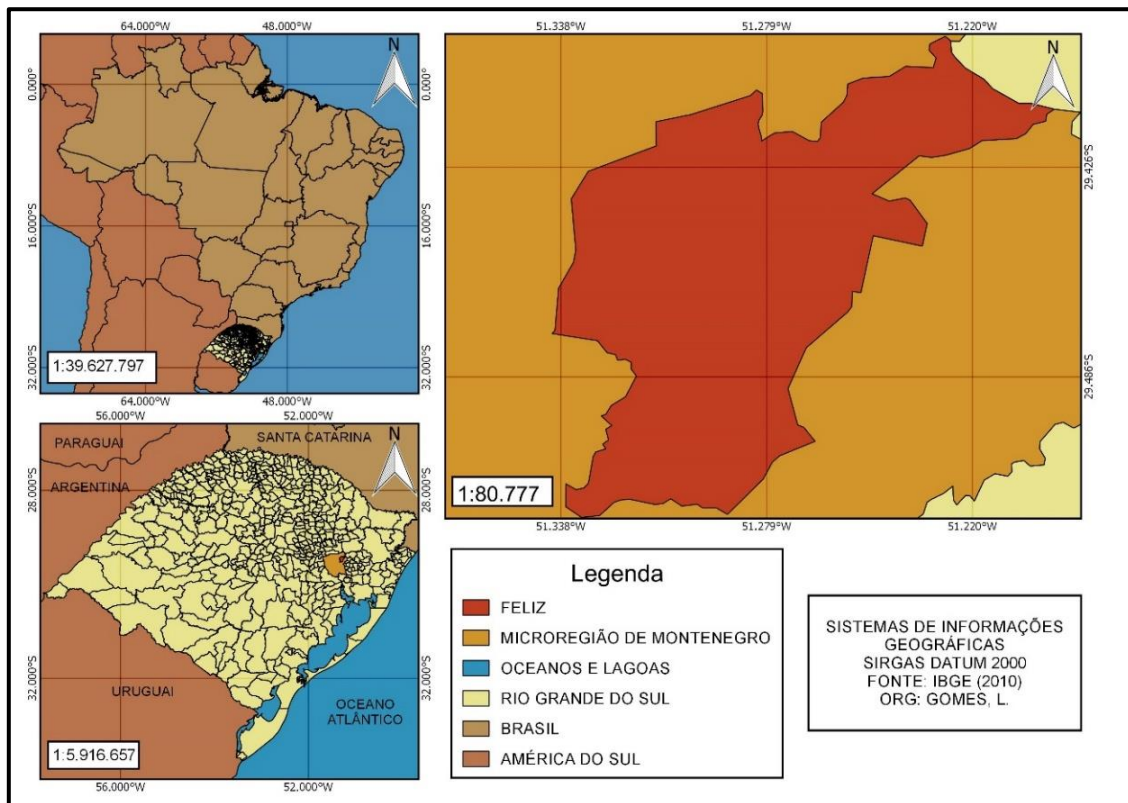 64.000°W 48.000°W
N
0.000° 0.000°
16.000°S 16.000°S
32.000°S 32.000°S
1:39.627.797
64.000°W 48.000°W
56.000°W 52.000°W
PARAGUAI SANTA CATARINA
N
ARGENTINA
28.000°S 28.000°S
URUGUAI
32.000°S 32.000°S
OCEANO
ATLÂNTICO
1:5.916.657
56.000°W 52.000°W
51.338°W 51.279°W 51.220°W
N
29.426°S
29.486°S
1:80.777
51.338°W 51.279°W 51.220°W
Legenda
FELIZ
MICROREGIÃO DE MONTENEGRO
OCEANOS E LAGOAS
RIO GRANDE DO SUL
BRASIL
AMÉRICA DO SUL
SISTEMAS DE INFORMAÇÕES
GEOGRÁFICAS
SIRGAS DATUM 2000
FONTE: IBGE (2010)
ORG: GOMES, L.